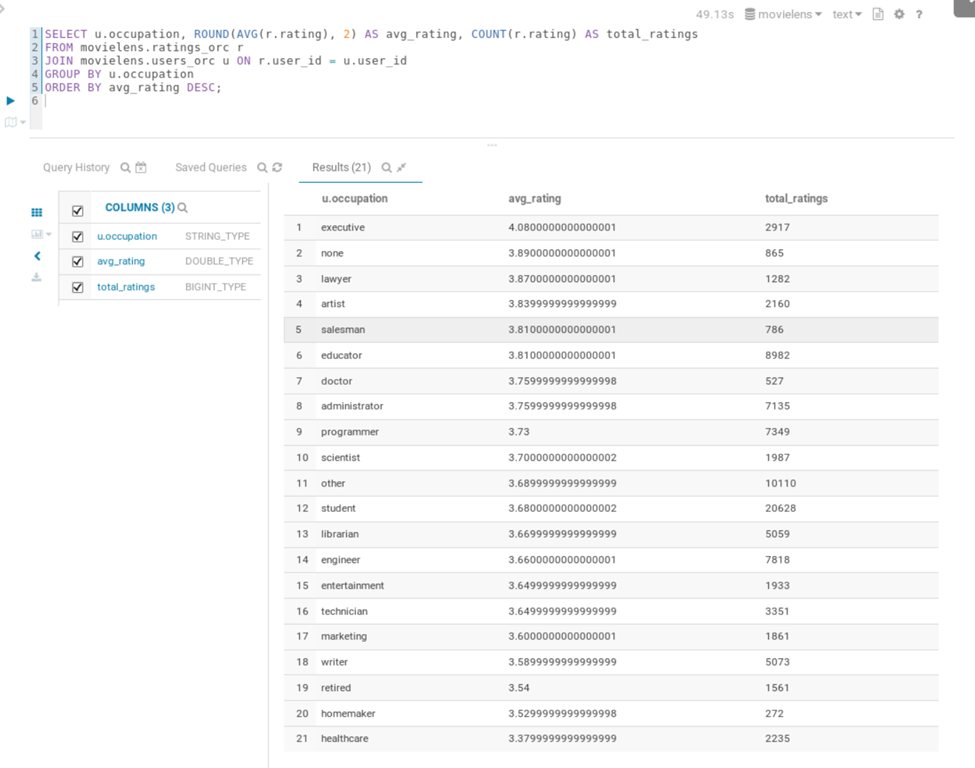 49.13s movielens text ?
1 SELECT u.occupation, ROUND(AVG(r.rating), 2) AS avg_rating, COUNT(r.rating) AS total_ratings
2 FROM movielens.ratings_orc r
3 JOIN movielens.users_orc u ON r.user_id = u.user_id
4 GROUP BY u.occupation
5 ORDER BY avg_rating DESC;
6
Query History Saved Queries Results (21)
COLUMNS (3)
u.occupation STRING_TYPE
avg_rating DOUBLE_TYPE
total_ratings BIGINT_TYPE
u.occupation avg_rating total_ratings
1 executive 4.0800000000000001 2917
2 none 3.8900000000000001 865
3 lawyer 3.8700000000000001 1282
4 artist 3.8399999999999999 2160
5 salesman 3.8100000000000001 786
6 educator 3.8100000000000001 8982
7 doctor 3.7599999999999998 527
8 administrator 3.7599999999999998 7135
9 programmer 3.73 7349
10 scientist 3.7000000000000002 1987
11 other 3.6899999999999999 10110
12 student 3.6800000000000002 20628
13 librarian 3.6699999999999999 5059
14 engineer 3.6600000000000001 7818
15 entertainment 3.6499999999999999 1933
16 technician 3.6499999999999999 3351
17 marketing 3.6000000000000001 1861
18 writer 3.5899999999999999 5073
19 retired 3.54 1561
20 homemaker 3.5299999999999998 272
21 healthcare 3.3799999999999999 2235